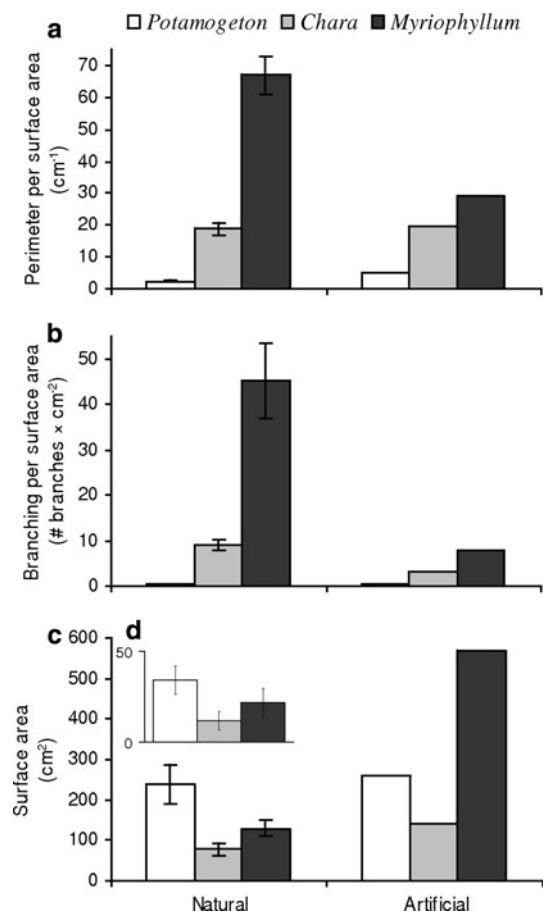 Potamogeton Chara Myriophyllum
a
Perimeter per surface area
(cm⁻¹)
70
60
50
40
30
20
10
0
b
Branching per surface area
(# branches × cm⁻²)
50
40
30
20
10
0
c
d
Surface area
(cm²)
600
500
400
300
200
100
0
50
0
Natural Artificial